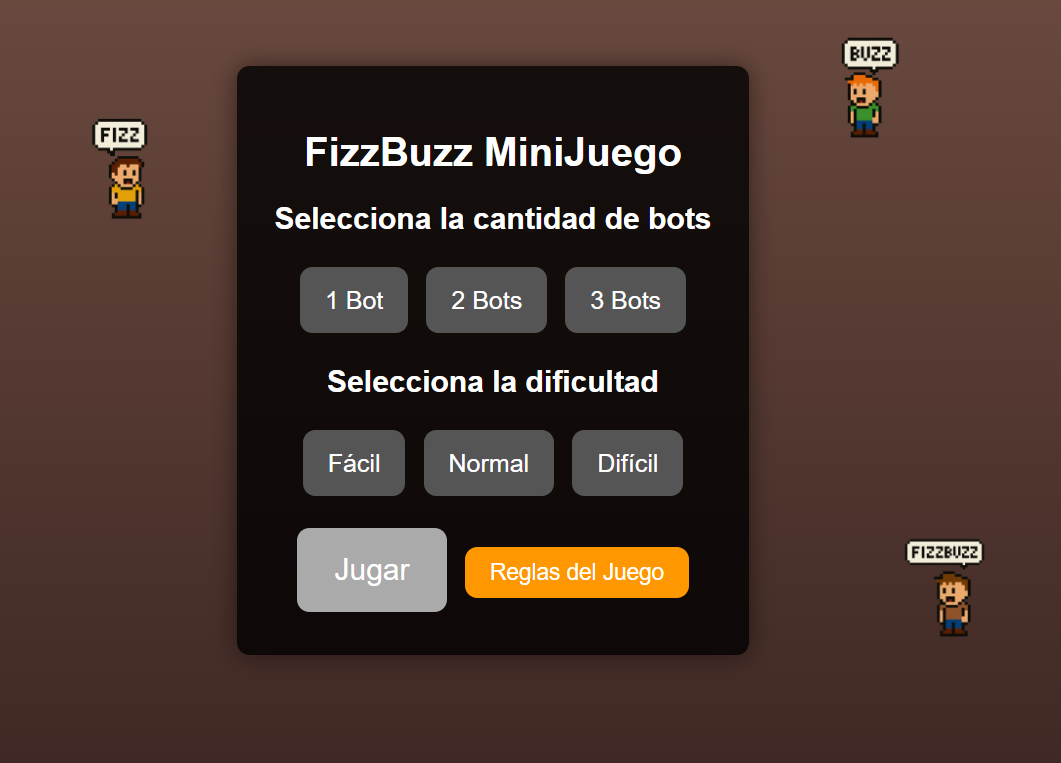 BUZZ
FIZZ
FizzBuzz MiniJuego
Selecciona la cantidad de bots
1 Bot 2 Bots 3 Bots
Selecciona la dificultad
Fácil Normal Difícil
Jugar Reglas del Juego
FIZZBUZZ